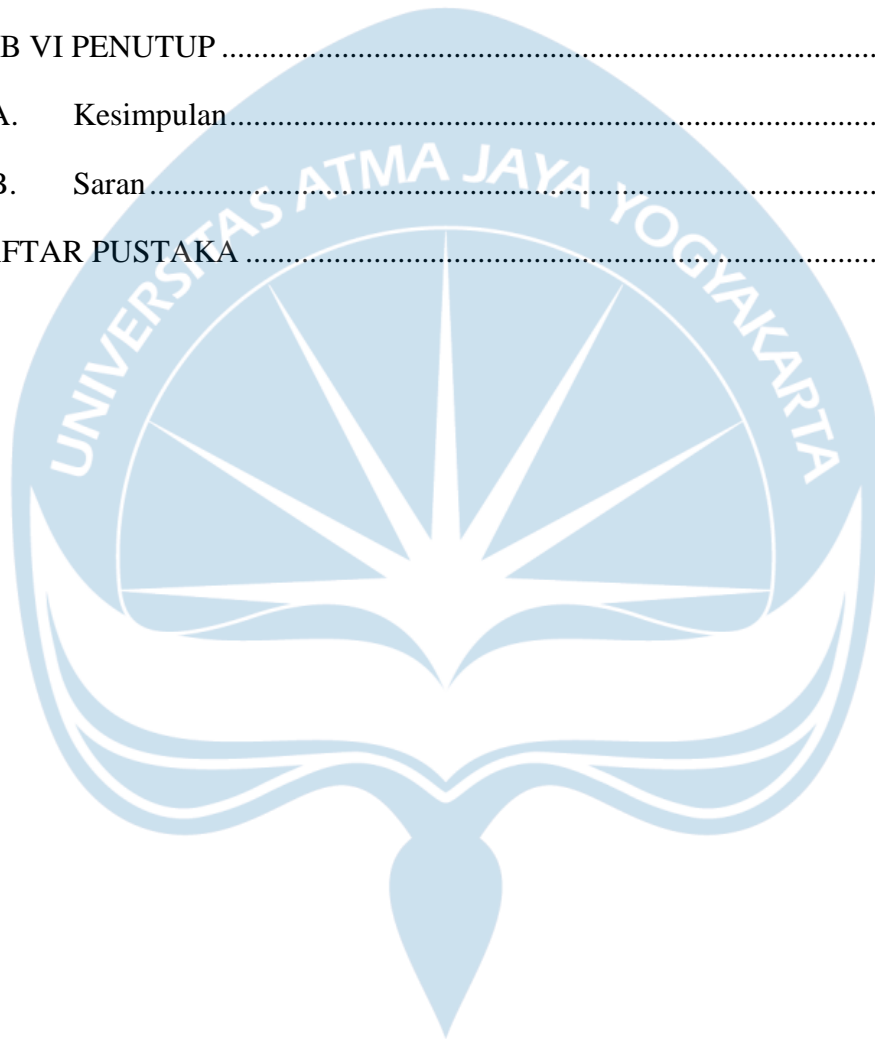 B VI PENUTUP ........................................................................................
A. Kesimpulan........................................................................................
B. Saran........................................................................................
FTAR PUSTAKA ........................................................................................
UNIVERSITAS ATMA JAYA YOGYAKARTA